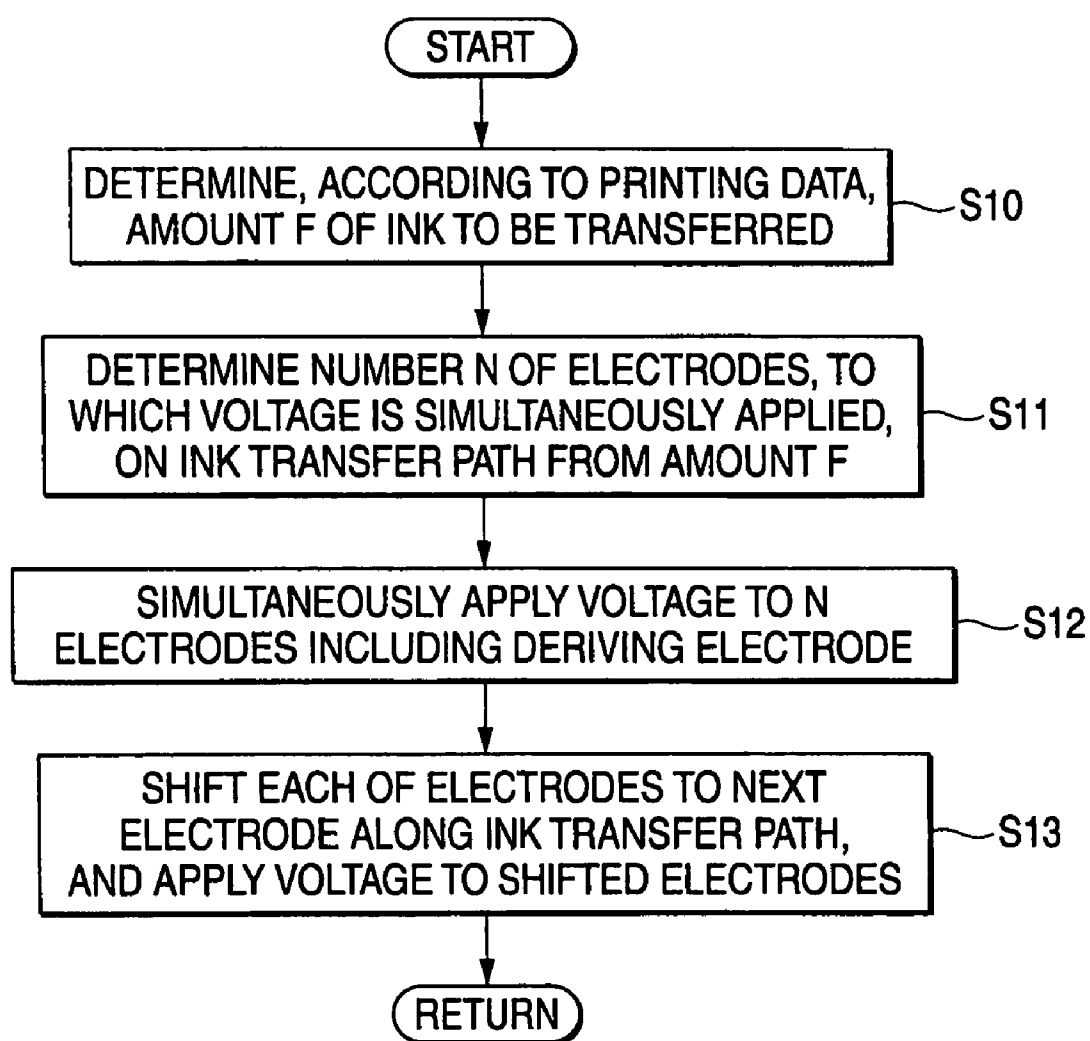 START
DETERMINE, ACCORDING TO PRINTING DATA,
AMOUNT F OF INK TO BE TRANSFERRED
S10
DETERMINE NUMBER N OF ELECTRODES, TO
WHICH VOLTAGE IS SIMULTANEOUSLY APPLIED,
ON INK TRANSFER PATH FROM AMOUNT F
S11
SIMULTANEOUSLY APPLY VOLTAGE TO N
ELECTRODES INCLUDING DERIVING ELECTRODE
S12
SHIFT EACH OF ELECTRODES TO NEXT
ELECTRODE ALONG INK TRANSFER PATH,
AND APPLY VOLTAGE TO SHIFTED ELECTRODES
S13
RETURN